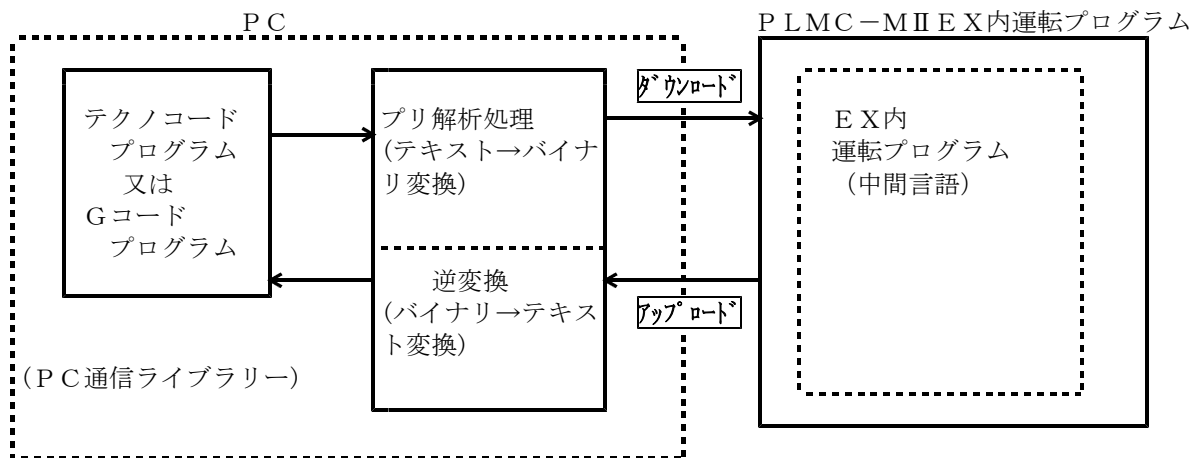 ＰＣ
ＰＬＭＣ－ＭⅡＥＸ内運転プログラム
テクノコード
プログラム
又は
Ｇコード
プログラム
プリ解析処理
(テキスト→バイナ
リ変換)
逆変換
(バイナリ→テキス
ト変換)
ﾀﾞｳﾝﾛｰﾄﾞ
ｱｯﾌﾟﾛｰﾄﾞ
ＥＸ内
運転プログラム
（中間言語）
(ＰＣ通信ライブラリー)